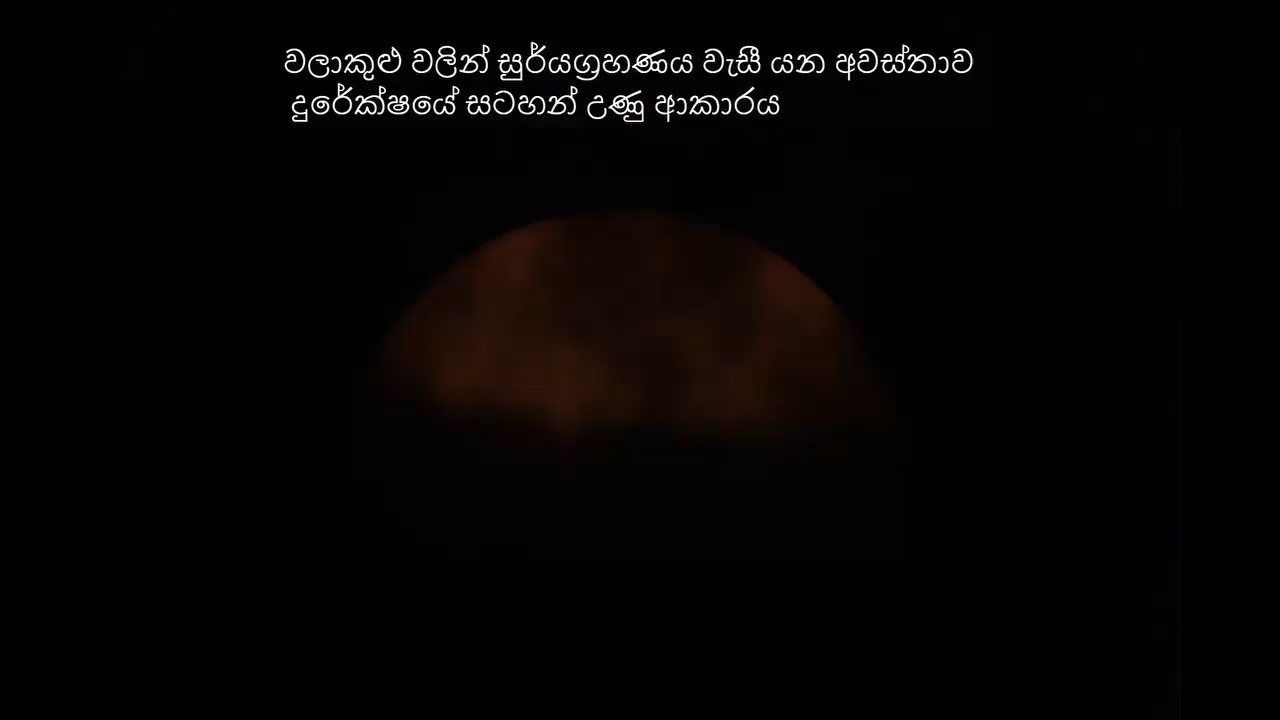 වලාකුළු වලින් සුර්යග්‍රහණය වැසී යන අවස්තාව
දුරේක්ෂයේ සටහන් උණු ආකාරය